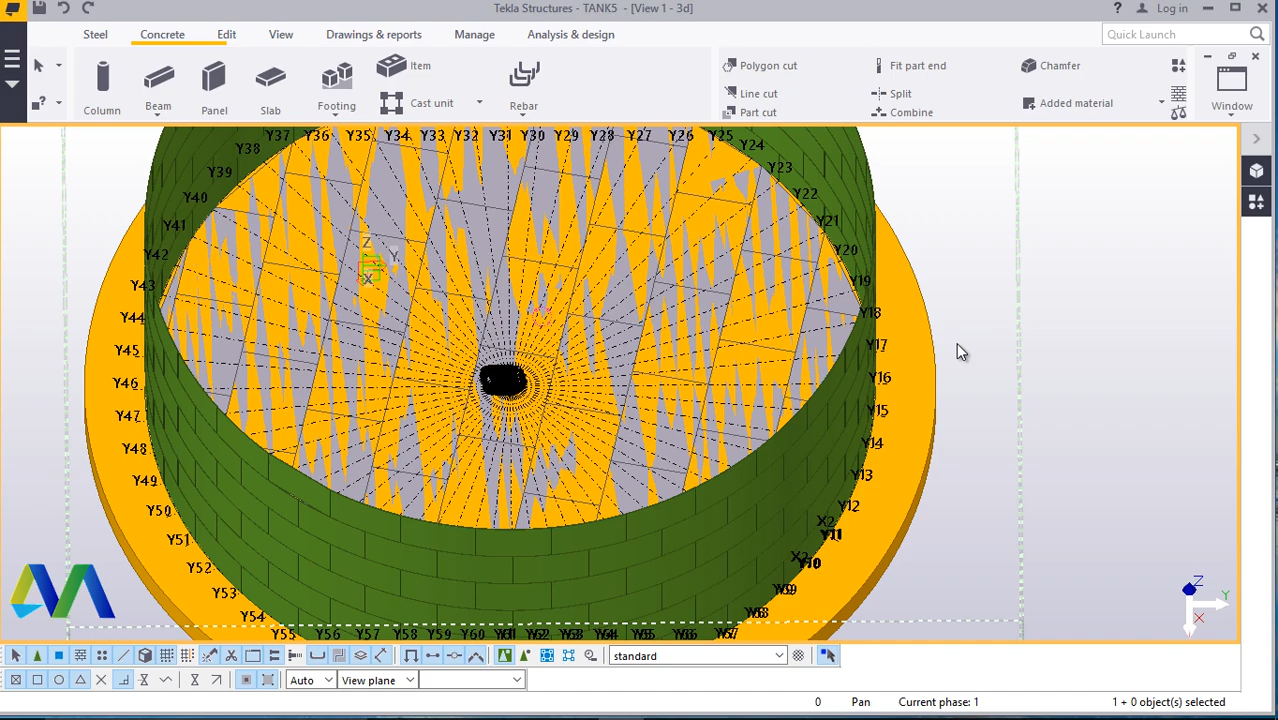 Tekla Structures - TANK5 - [View 1 - 3d]
? Log in
Steel Concrete Edit View Drawings & reports Manage Analysis & design
Quick Launch
Column Beam Panel Slab Footing Item Cast unit Rebar
Polygon cut Line cut Part cut Fit part end Split Combine Chamfer Added material Window
Y37 Y36 Y35 Y34 Y33 Y32 Y31 Y30 Y29 Y28 Y27 Y26 Y25
Y38 Y24
Y39 Y23
Y40 Y22
Y41 Y21
Y42 Z Y Y20
Y43 X Y19
Y44 Y18
Y45 Y17
Y46 Y16
Y47 Y15
Y48 Y14
Y49 Y13
Y50 Y12
Y51 X2 Y11
Y52 X2 Y10
Y53 Y9
Y54 Y8
Y55 Y56 Y57 Y58 Y59 Y60
Z Y X
standard
Auto View plane
0 Pan Current phase: 1 1 + 0 object(s) selected